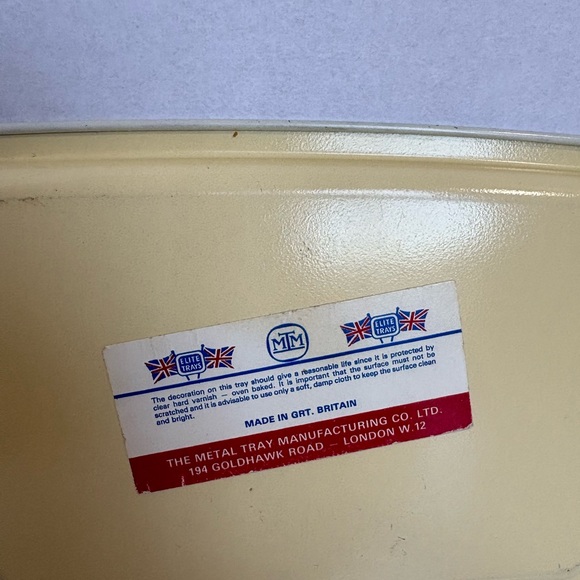 ELITE TRAYS
MTM
ELITE TRAYS
The decoration on this tray should give a reasonable life since it is protected by
clear hard varnish — oven baked. It is important that the surface must not be
scratched and it is advisable to use only a soft, damp cloth to keep the surface clean
and bright.
MADE IN GRT. BRITAIN
THE METAL TRAY MANUFACTURING CO. LTD.
194 GOLDHAWK ROAD — LONDON W.12